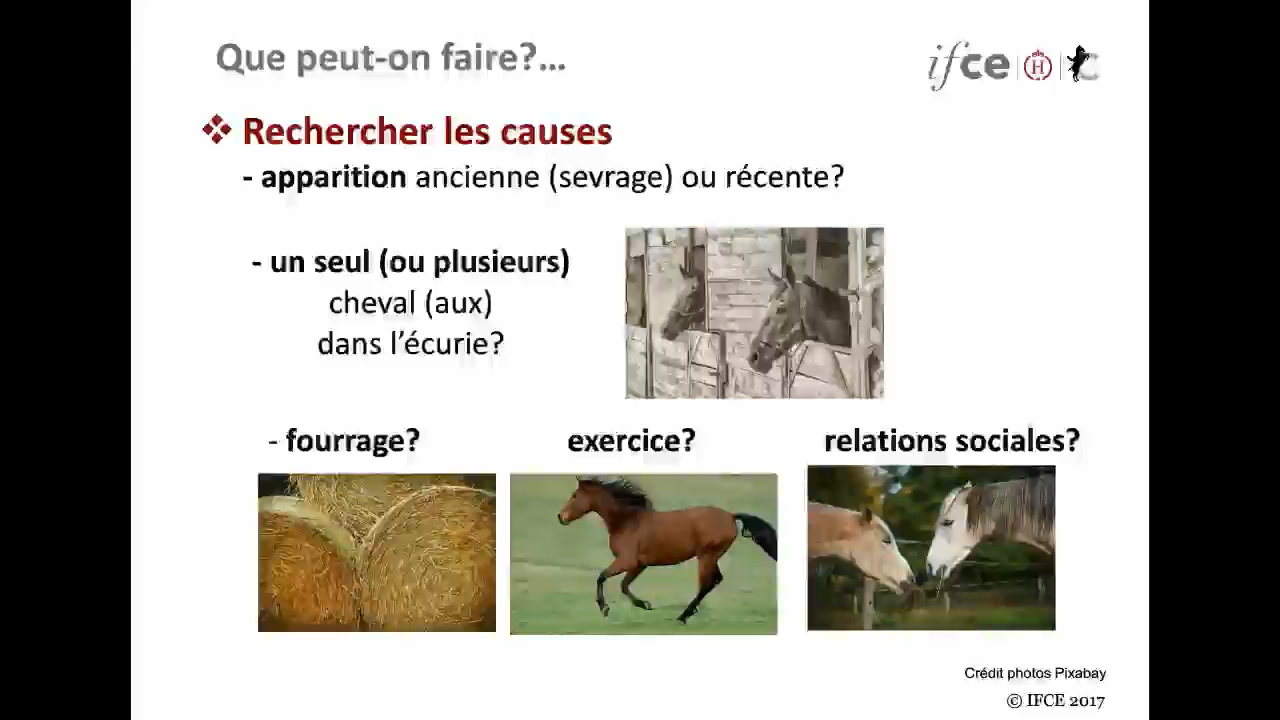 Que peut-on faire?...
ifce
❖ Rechercher les causes
- apparition ancienne (sevrage) ou récente?
- un seul (ou plusieurs)
cheval (aux)
dans l'écurie?
- fourrage? exercice? relations sociales?
Crédit photos Pixabay
© IFCE 2017